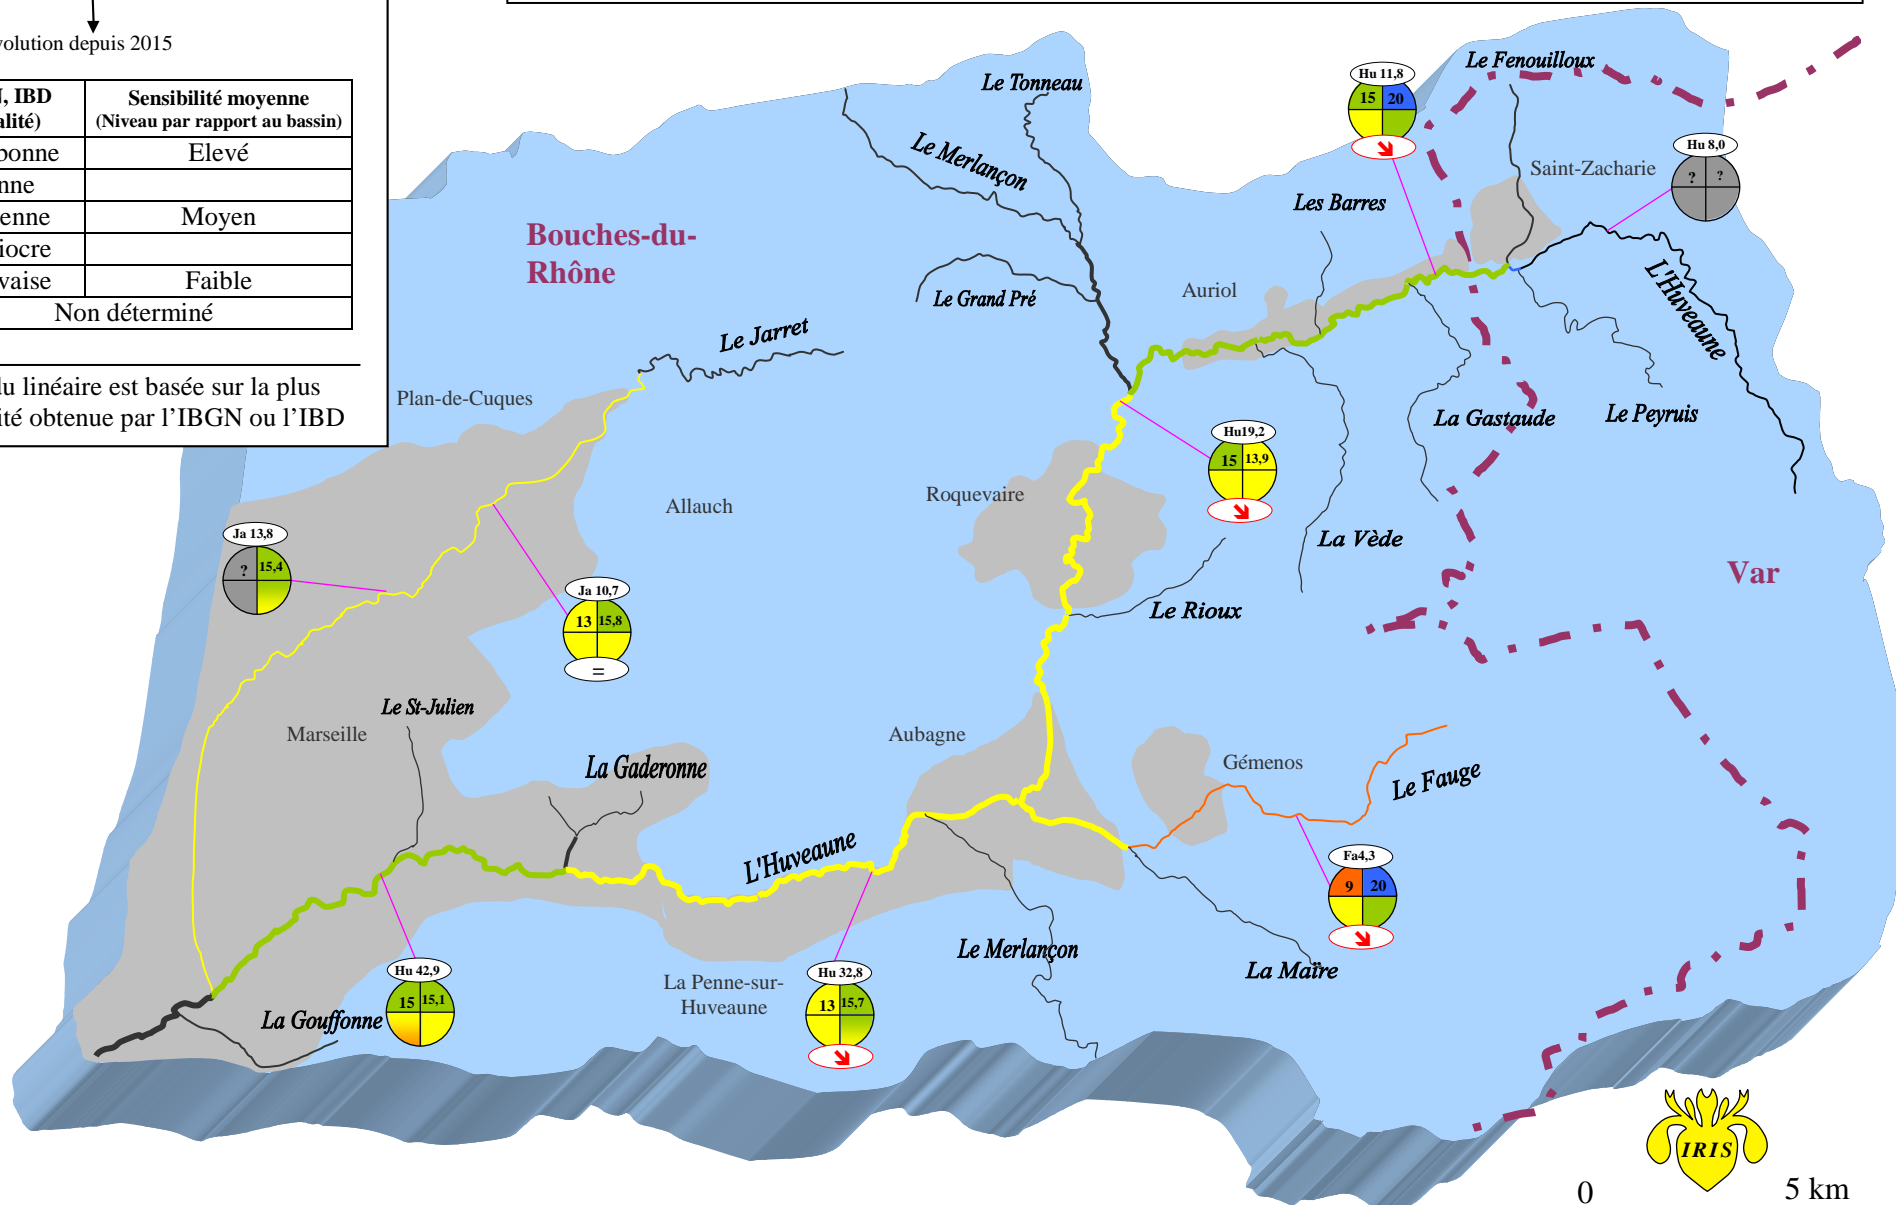 volution depuis 2015
, IBD
alité)
Sensibilité moyenne
(Niveau par rapport au bassin)
bonne
Elevé
nne
enne
Moyen
iocre
vaise
Faible
Non déterminé
du linéaire est basée sur la plus
ité obtenue par l'IBGN ou l'IBD
Le Fenouilloux
Hu 11,8
15 20
Le Tonneau
Le Merlançon
Hu 8,0
? ?
Saint-Zacharie
Les Barres
Bouches-du-
Rhône
Le Grand Pré
Auriol
L'Huveaune
Le Jarret
Plan-de-Cuques
La Gastaude
Le Peyruis
Hu19,2
15 13,9
Roquevaire
Allauch
La Vède
Ja 13,8
? 15,4
Var
Ja 10,7
13 15,8
=
Le Rioux
Le St-Julien
Marseille
Aubagne
La Gaderonne
Gémenos
Le Fauge
L'Huveaune
Fa4,3
9 20
Le Merlançon
La Maïre
Hu 42,9
15 15,1
La Penne-sur-
Huveaune
Hu 32,8
13 15,7
La Gouffonne
IRIS
0
5 km